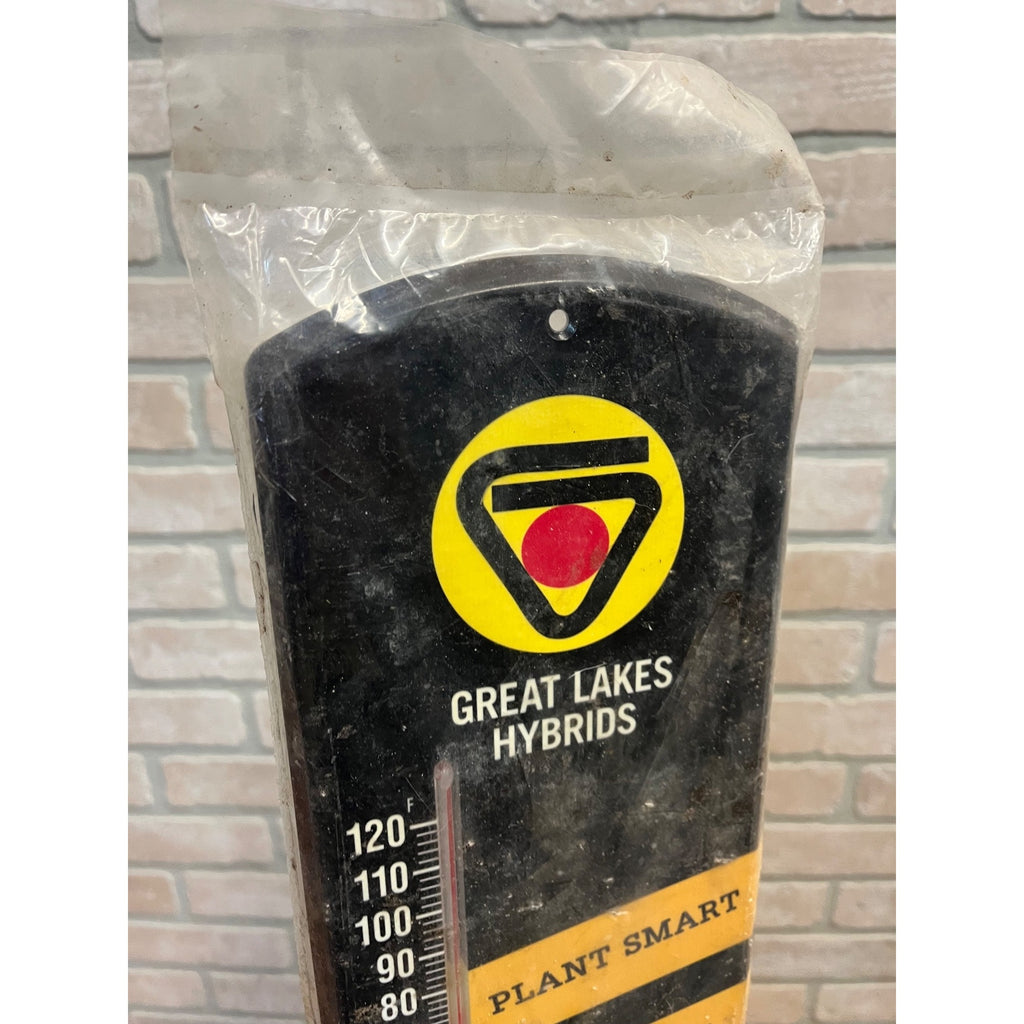 GREAT LAKES
HYBRIDS
F
120
110
100
90
80
PLANT SMART